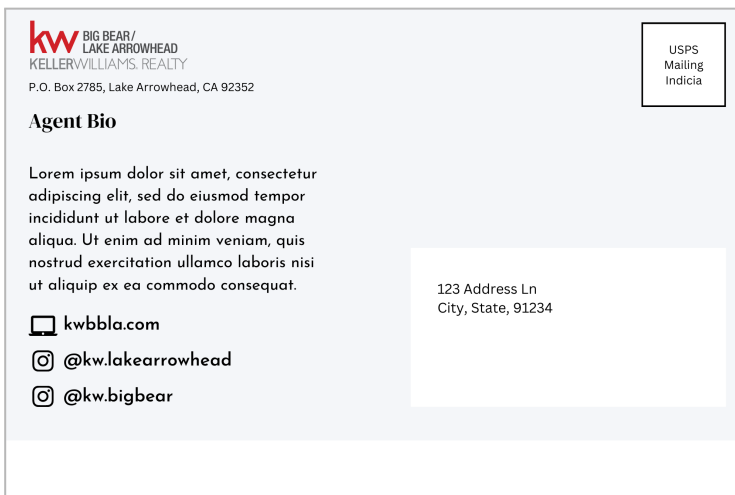 kw BIG BEAR/
LAKE ARROWHEAD
KELLERWILLIAMS. REALTY
P.O. Box 2785, Lake Arrowhead, CA 92352
Agent Bio
Lorem ipsum dolor sit amet, consectetur
adipiscing elit, sed do eiusmod tempor
incididunt ut labore et dolore magna
aliqua. Ut enim ad minim veniam, quis
nostrud exercitation ullamco laboris nisi
ut aliquip ex ea commodo consequat.
kwbbla.com
@kw.lakearrowhead
@kw.bigbear
USPS
Mailing
Indicia
123 Address Ln
City, State, 91234